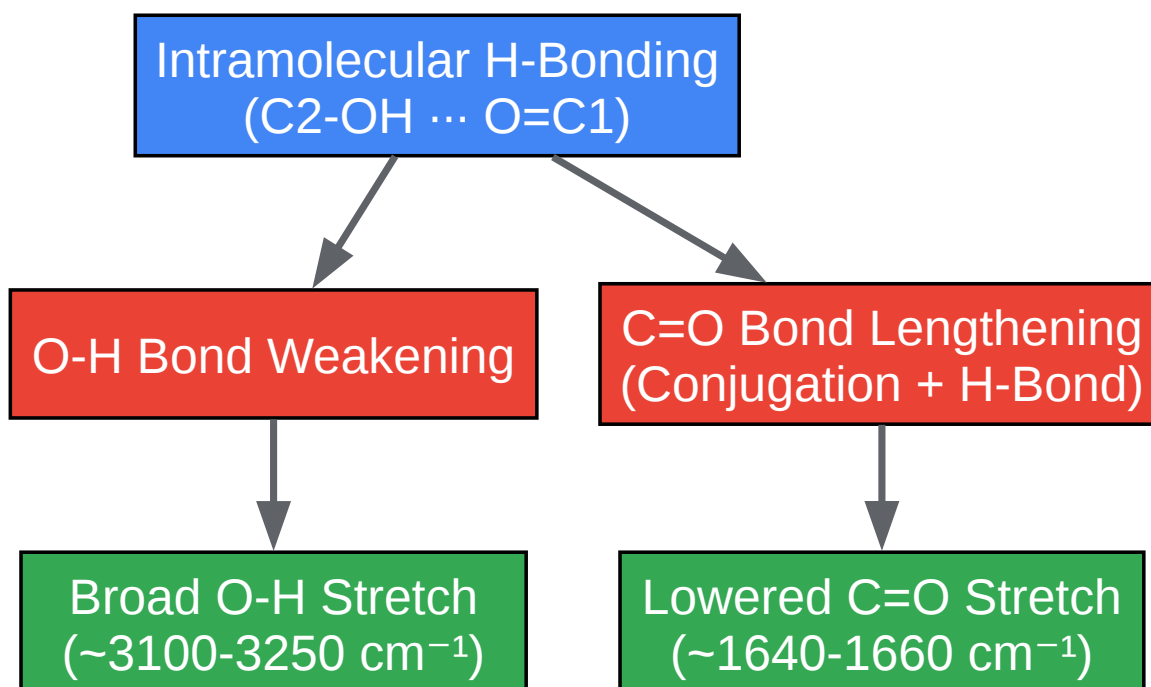 Intramolecular H-Bonding
(C2-OH ··· O=C1)
O-H Bond Weakening
C=O Bond Lengthening
(Conjugation + H-Bond)
Broad O-H Stretch
(~3100-3250 cm⁻¹)
Lowered C=O Stretch
(~1640-1660 cm⁻¹)